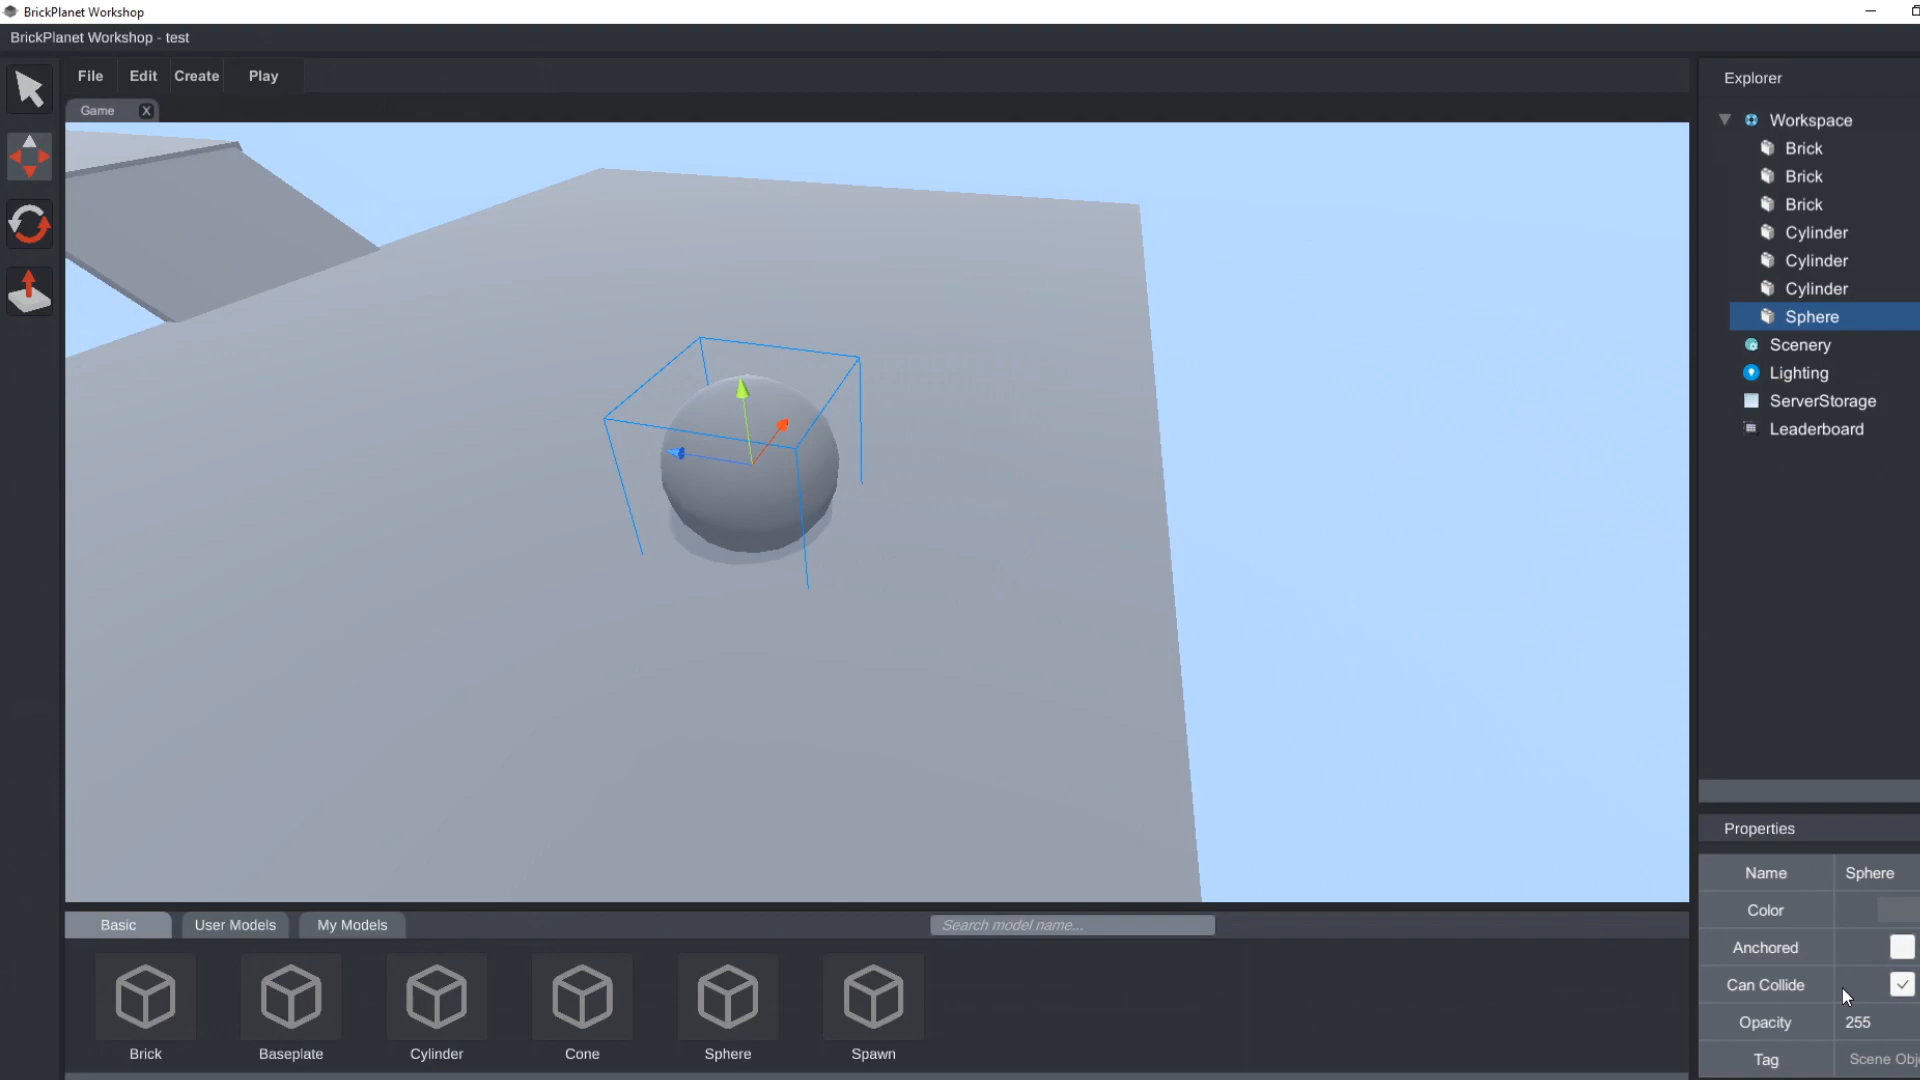 BrickPlanet Workshop
BrickPlanet Workshop - test
File Edit Create Play
Game X
Explorer
Workspace
Brick
Brick
Brick
Cylinder
Cylinder
Cylinder
Sphere
Scenery
Lighting
ServerStorage
Leaderboard
Properties
Name Sphere
Color
Anchored
Can Collide
Opacity 255
Tag Scene Obj
Basic User Models My Models Search model name...
Brick Baseplate Cylinder Cone Sphere Spawn